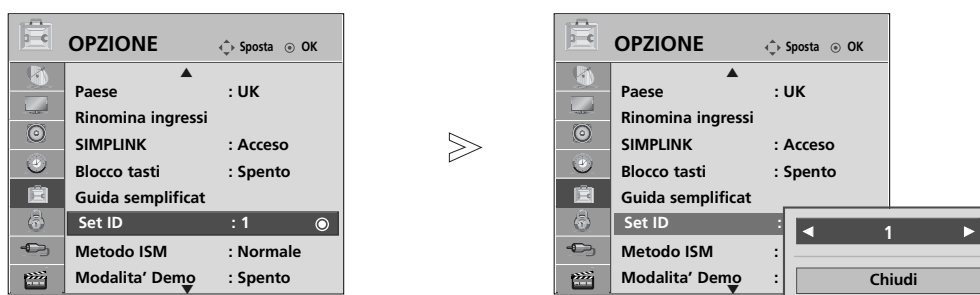 OPZIONE Sposta OK
Paese : UK
Rinomina ingressi
SIMPLINK : Acceso
Blocco tasti : Spento
Guida semplificat
Set ID : 1
Metodo ISM : Normale
Modalita' Demo : Spento
OPZIONE Sposta OK
Paese : UK
Rinomina ingressi
SIMPLINK : Acceso
Blocco tasti : Spento
Guida semplificat
Set ID :
Metodo ISM :
Modalita' Demo :
1
Chiudi